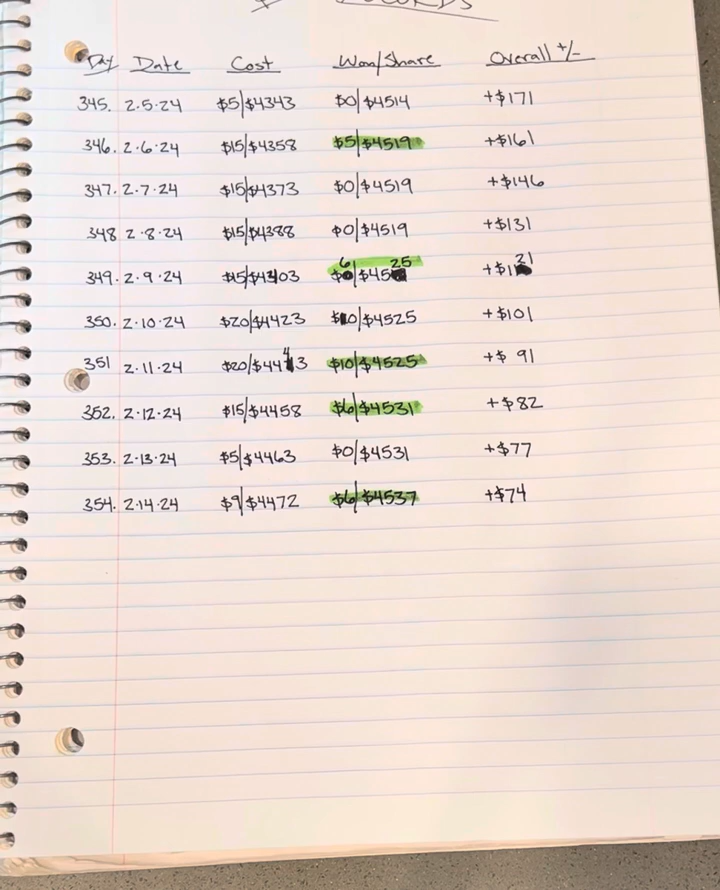 Day Date Cost Won/Share Overall +/-
345. 2.5.24 $5/$4343 $0/$4514 +$171
346. 2.6.24 $15/$4358 $5/$4519 +$161
347. 2.7.24 $15/$4373 $0/$4519 +$146
348 2.8.24 $15/$4388 $0/$4519 +$131
349. 2.9.24 $15/$4403 $6/$4525 +$121
350. 2.10.24 $20/$4423 $0/$4525 +$101
351 2.11.24 $20/$4443 $10/$4525 +$ 91
352. 2.12.24 $15/$4458 $6/$4531 +$82
353. 2.13.24 $5/$4463 $0/$4531 +$77
354. 2.14.24 $9/$4472 $6/$4537 +$74